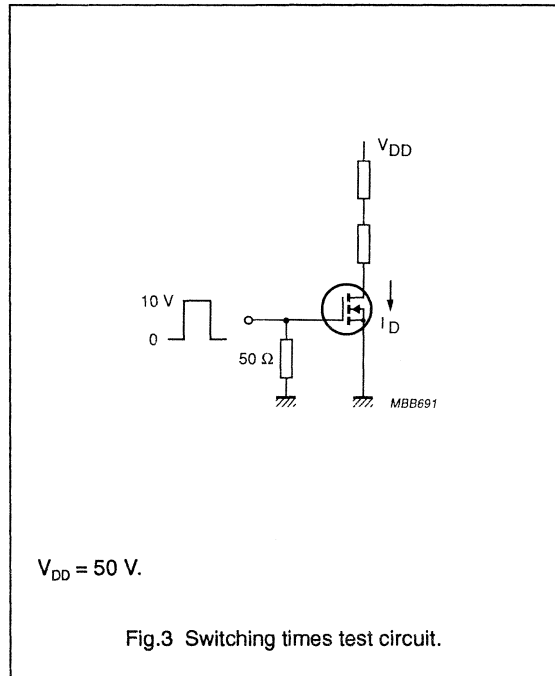 V_DD
10 V
0
50 Ω
I_D
MBB691
V_DD = 50 V.
Fig.3 Switching times test circuit.